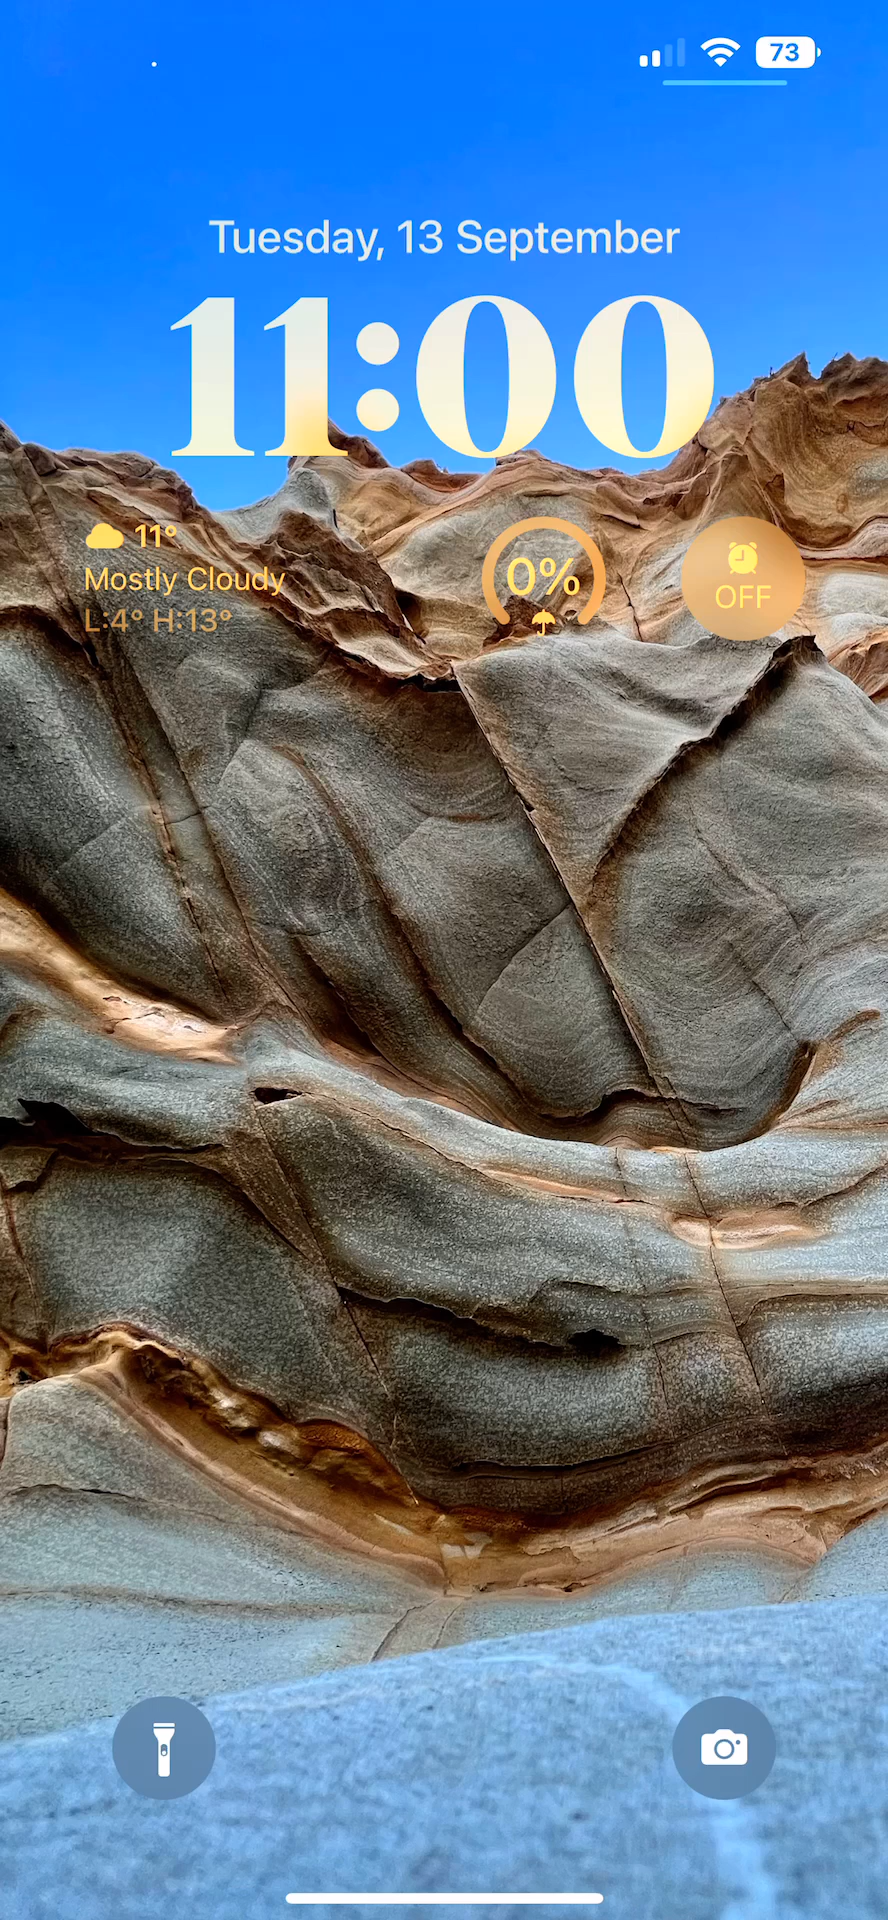 73
Tuesday, 13 September
11:00
11°
Mostly Cloudy
L:4° H:13°
0%
OFF